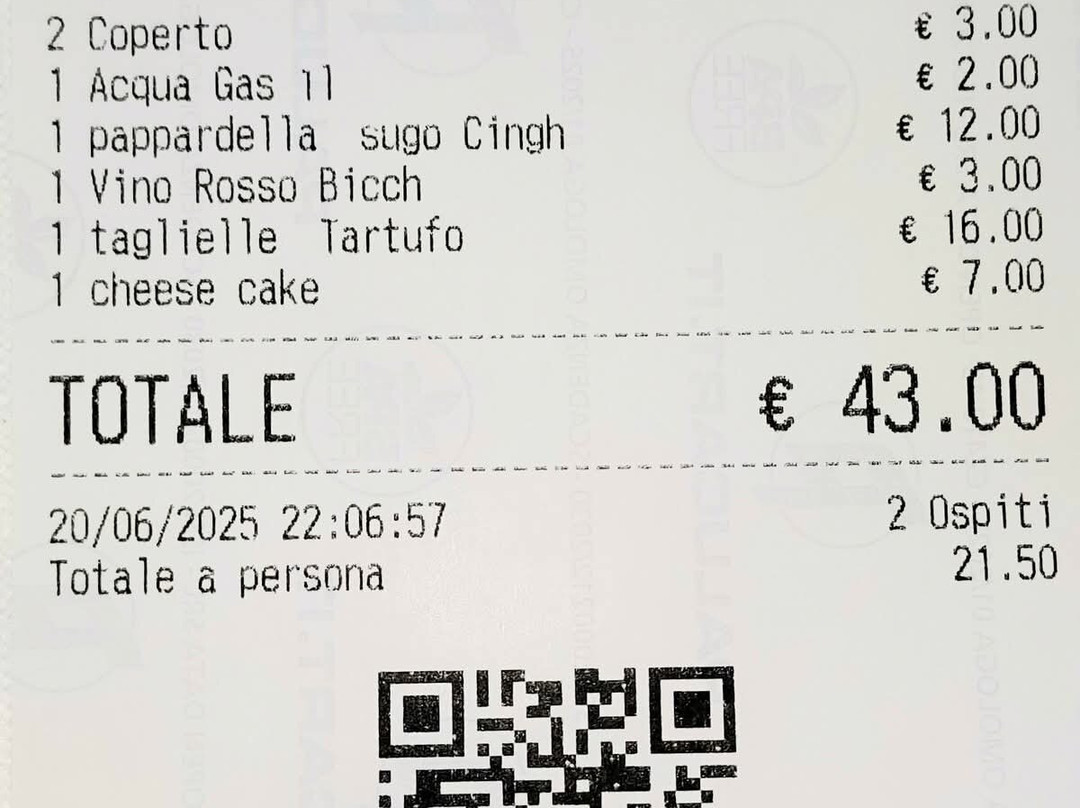 2 Coperto € 3.00
1 Acqua Gas 1l € 2.00
1 pappardella sugo Cingh € 12.00
1 Vino Rosso Bicch € 3.00
1 taglielle Tartufo € 16.00
1 cheese cake € 7.00
TOTALE € 43.00
20/06/2025 22:06:57 2 Ospiti
Totale a persona 21.50